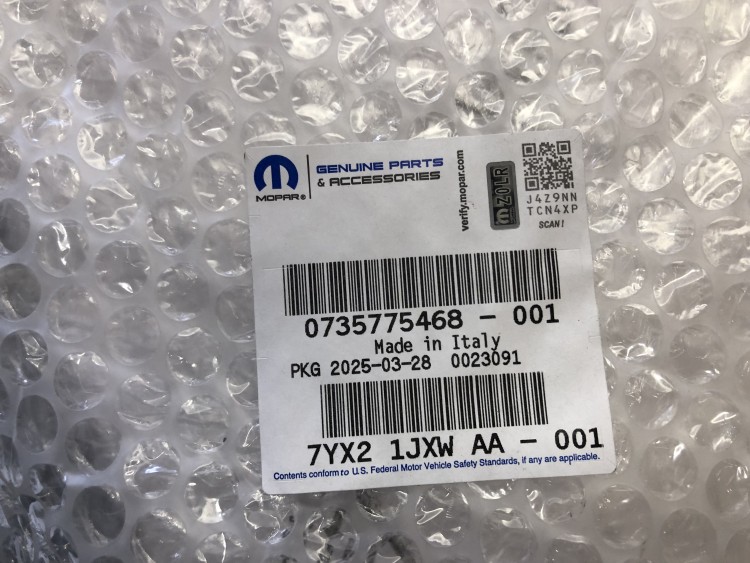 MOPAR®
GENUINE PARTS
& ACCESSORIES
verify.mopar.com
m ZOLR
J4Z9NN
TCN4XP
SCAN!
0735775468 - 001
Made in Italy
PKG 2025-03-28 0023091
7YX2 1JXW AA - 001
Contents conform to U.S. Federal Motor Vehicle Safety Standards, if any are applicable.